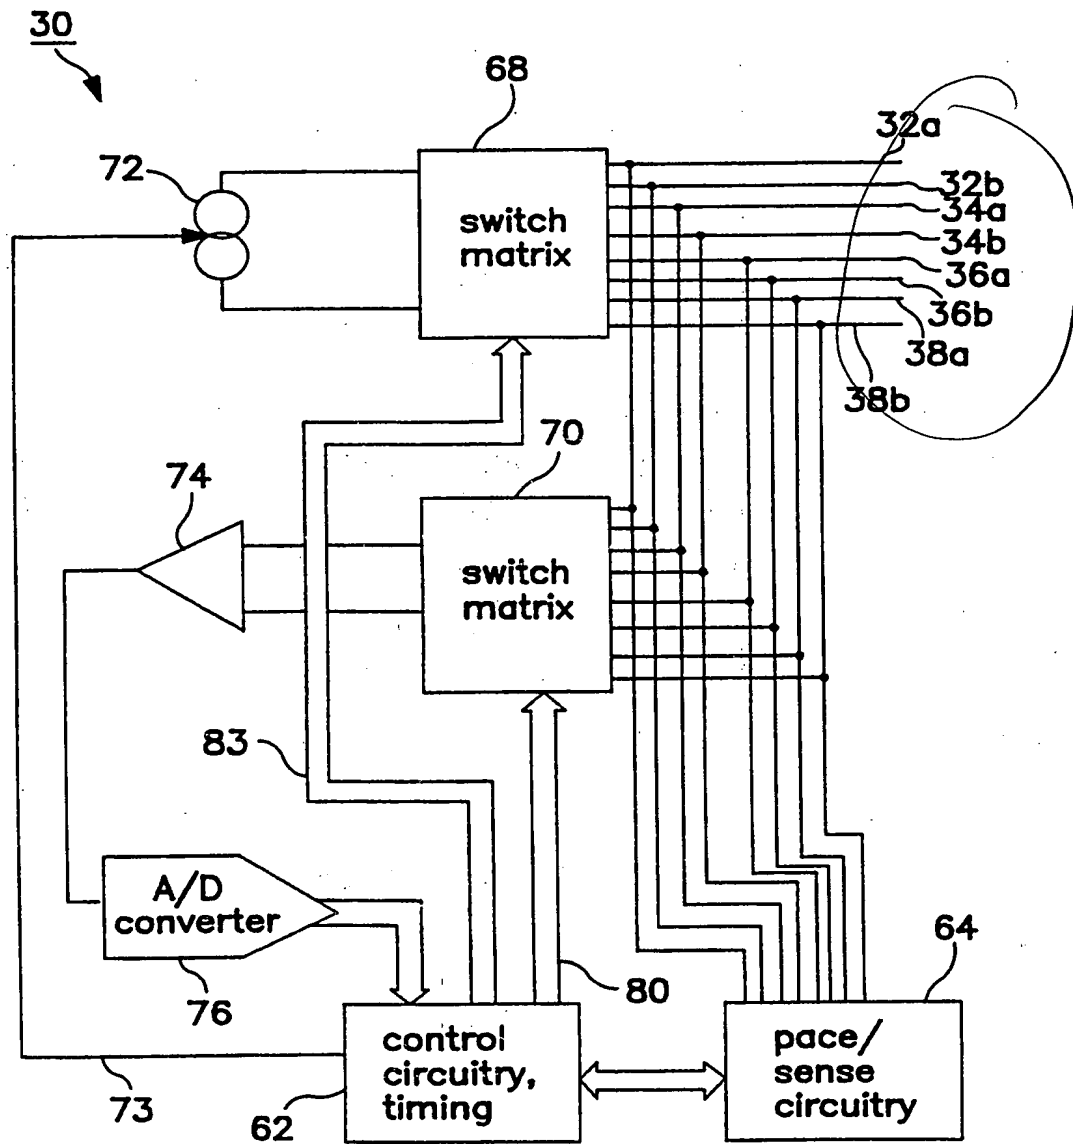 30
68
72
switch
matrix
32a
32b
34a
34b
36a
36b
38a
38b
70
74
switch
matrix
83
A/D
converter
76
80
64
control
circuitry,
timing
pace/
sense
circuitry
73
62